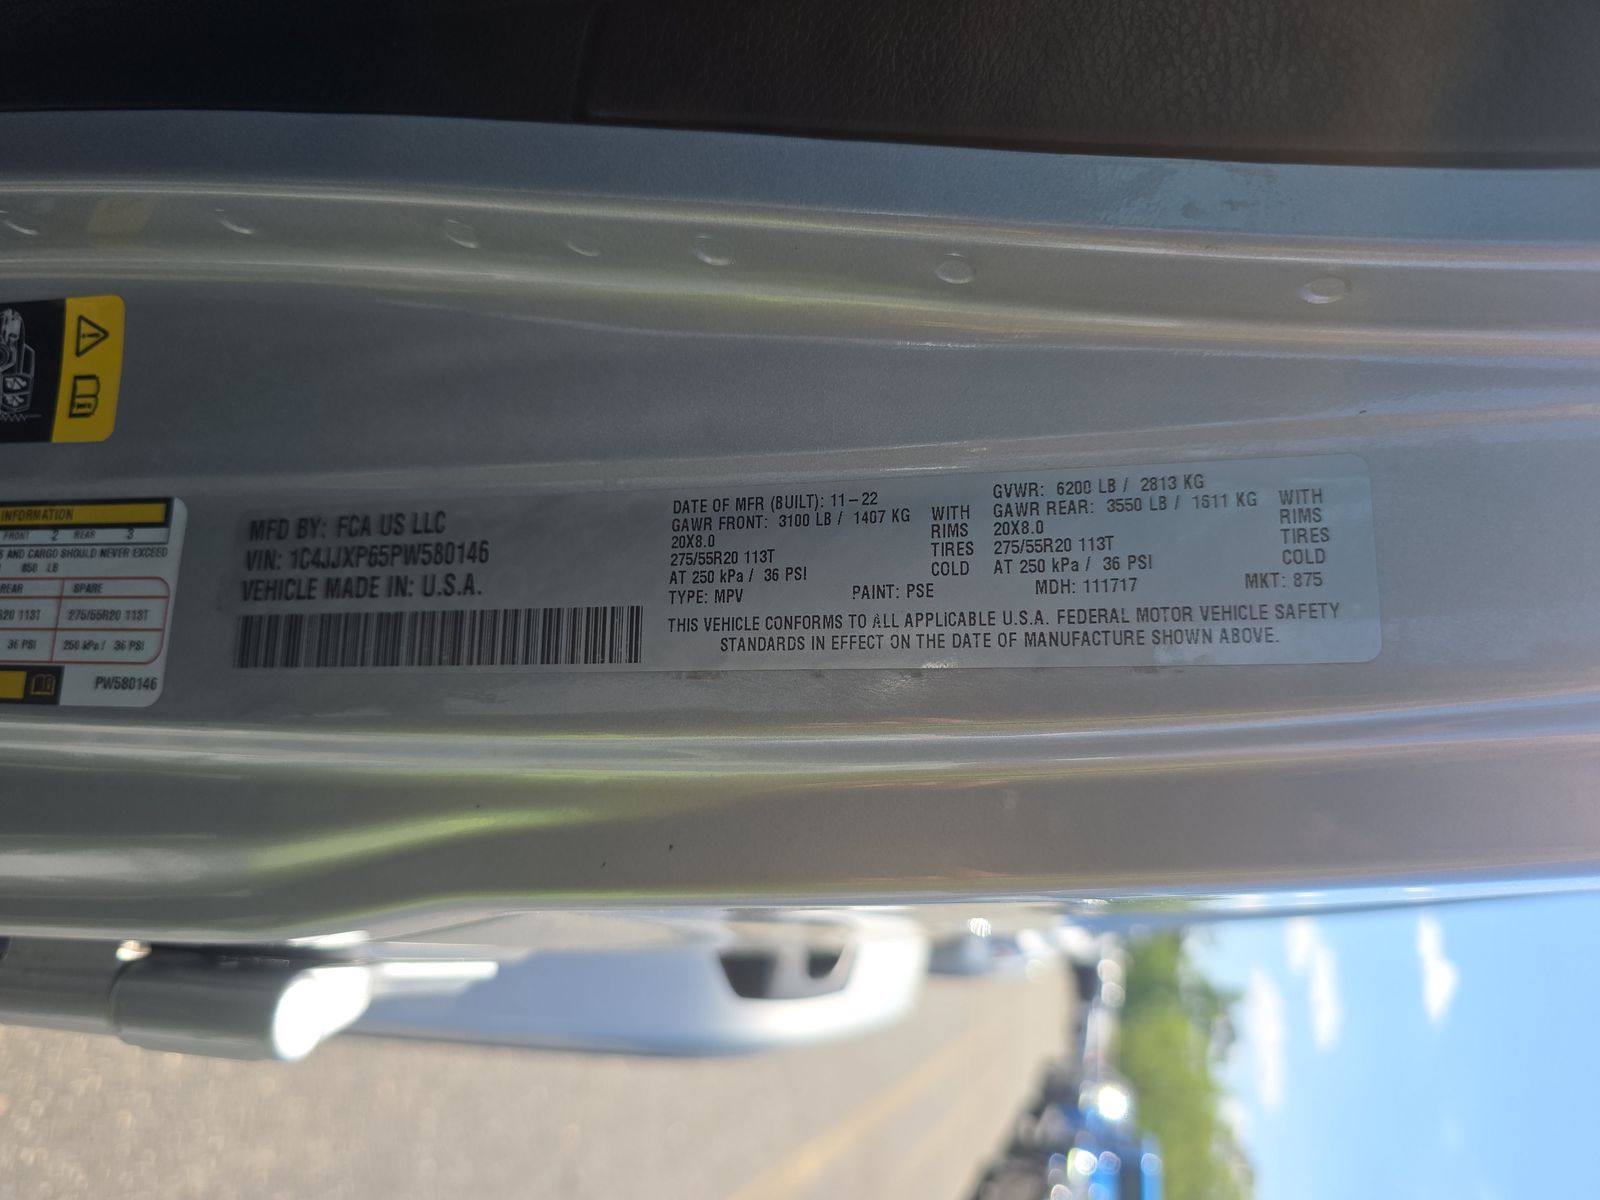 INFORMATION
FRONT 2 REAR 3
AND CARGO SHOULD NEVER EXCEED
850 LB
REAR SPARE
R20 113T 275/55R20 113T
36 PSI 250 kPa / 36 PSI
PW580146
MFD BY: FCA US LLC
VIN: 1C4JJXP65PW580146
VEHICLE MADE IN: U.S.A.
DATE OF MFR (BUILT): 11-22
GAWR FRONT: 3100 LB / 1407 KG WITH
20X8.0 RIMS
275/55R20 113T TIRES
AT 250 kPa / 36 PSI COLD
GVWR: 6200 LB / 2813 KG
GAWR REAR: 3550 LB / 1611 KG WITH
20X8.0 RIMS
275/55R20 113T TIRES
AT 250 kPa / 36 PSI COLD
TYPE: MPV PAINT: PSE MDH: 111717 MKT: 875
THIS VEHICLE CONFORMS TO ALL APPLICABLE U.S.A. FEDERAL MOTOR VEHICLE SAFETY
STANDARDS IN EFFECT ON THE DATE OF MANUFACTURE SHOWN ABOVE.